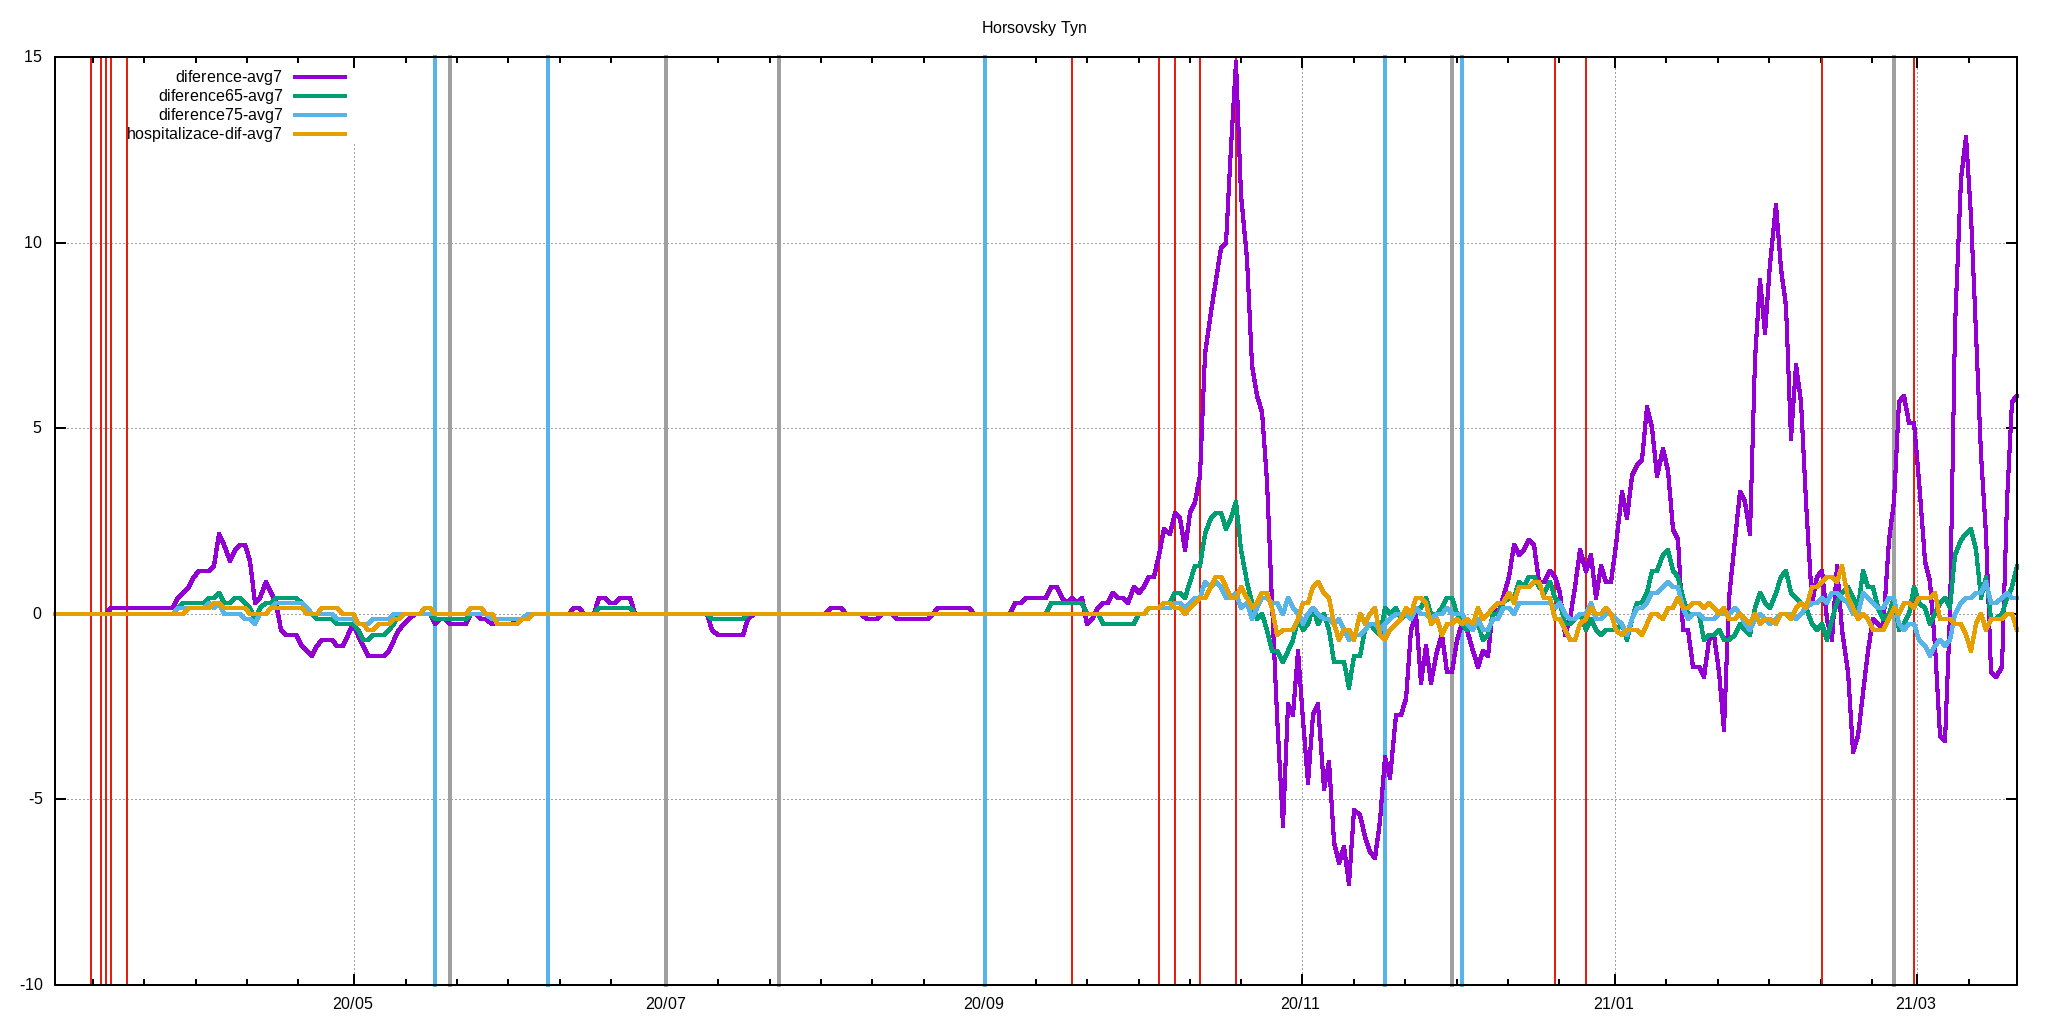 Horsovsky Tyn
15
10
5
0
-5
-10
diference-avg7
diference65-avg7
diference75-avg7
hospitalizace-dif-avg7
20/05
20/07
20/09
20/11
21/01
21/03